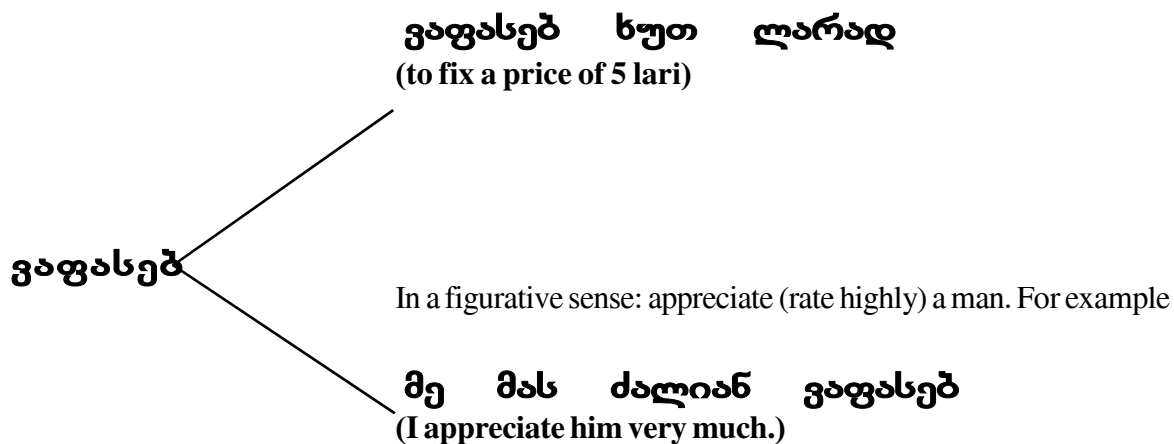 ვაფასებ ხუთ ლარად
(to fix a price of 5 lari)
ვაფასებ
In a figurative sense: appreciate (rate highly) a man. For example
მე მას ძალიან ვაფასებ
(I appreciate him very much.)